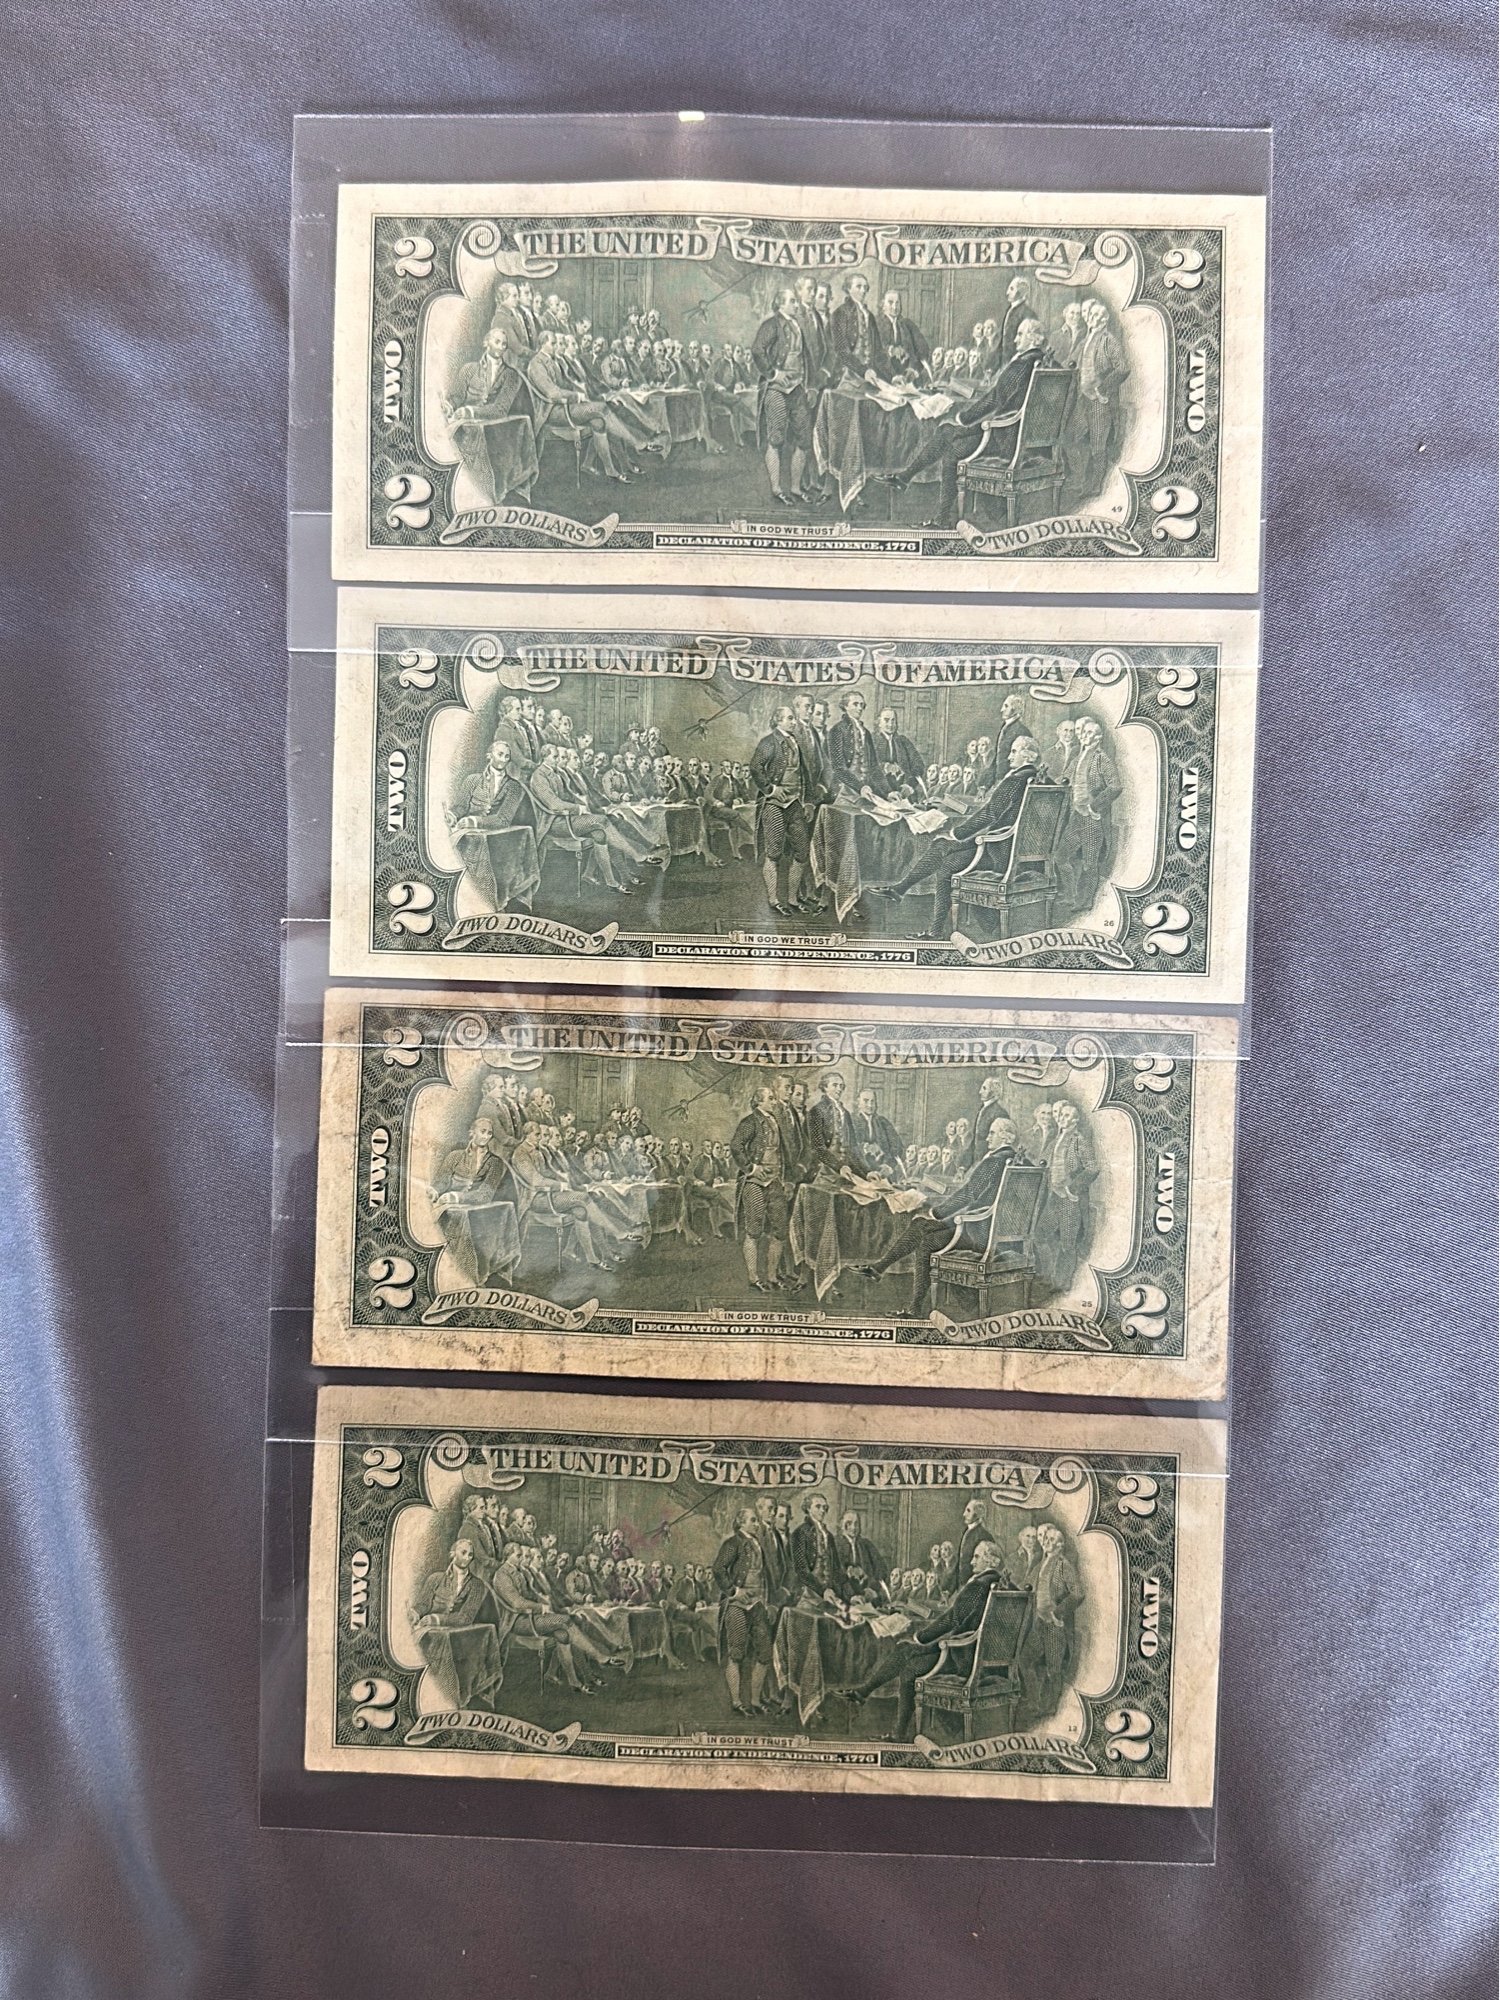 2 THE UNITED STATES OF AMERICA 2
TWO TWO
49
2 TWO DOLLARS IN GOD WE TRUST TWO DOLLARS 2
DECLARATION OF INDEPENDENCE, 1776
2 THE UNITED STATES OF AMERICA 2
TWO TWO
26
2 TWO DOLLARS IN GOD WE TRUST TWO DOLLARS 2
DECLARATION OF INDEPENDENCE, 1776
2 THE UNITED STATES OF AMERICA 2
TWO TWO
25
2 TWO DOLLARS IN GOD WE TRUST TWO DOLLARS 2
DECLARATION OF INDEPENDENCE, 1776
2 THE UNITED STATES OF AMERICA 2
TWO TWO
12
2 TWO DOLLARS IN GOD WE TRUST TWO DOLLARS 2
DECLARATION OF INDEPENDENCE, 1776